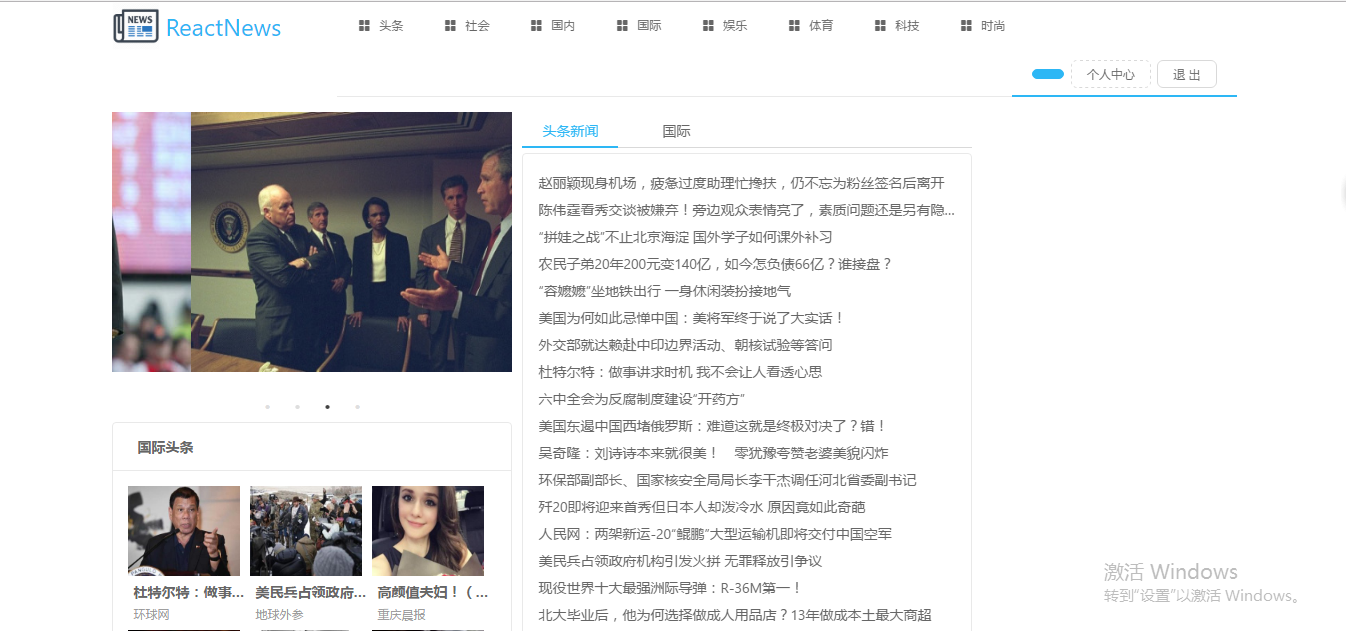 NEWS
ReactNews
头条
社会
国内
国际
娱乐
体育
科技
时尚
个人中心
退 出
头条新闻
国际
赵丽颖现身机场，疲惫过度助理忙搀扶，仍不忘为粉丝签名后离开
陈伟霆看秀交谈被嫌弃！旁边观众表情亮了，素质问题还是另有隐...
“拼娃之战”不止北京海淀 国外学子如何课外补习
农民子弟20年200元变140亿，如今怎负债66亿？谁接盘？
“容嬷嬷”坐地铁出行 一身休闲装扮接地气
美国为何如此忌惮中国：美将军终于说了大实话！
外交部就达赖赴中印边界活动、朝核试验等答问
杜特尔特：做事讲求时机 我不会让人看透心思
六中全会为反腐制度建设“开药方”
美国东遏中国西堵俄罗斯：难道这就是终极对决了？错！
吴奇隆：刘诗诗本来就很美！　零犹豫夸赞老婆美貌闪炸
环保部副部长、国家核安全局局长李干杰调任河北省委副书记
歼20即将迎来首秀但日本人却泼冷水 原因竟如此奇葩
人民网：两架新运-20“鲲鹏”大型运输机即将交付中国空军
美民兵占领政府机构引发火拼 无罪释放引争议
现役世界十大最强洲际导弹：R-36M第一！
北大毕业后，他为何选择做成人用品店？13年做成本土最大商超
国际头条
杜特尔特：做事...
环球网
美民兵占领政府...
地球外参
高颜值夫妇！（...
重庆晨报
激活 Windows
转到“设置”以激活 Windows。